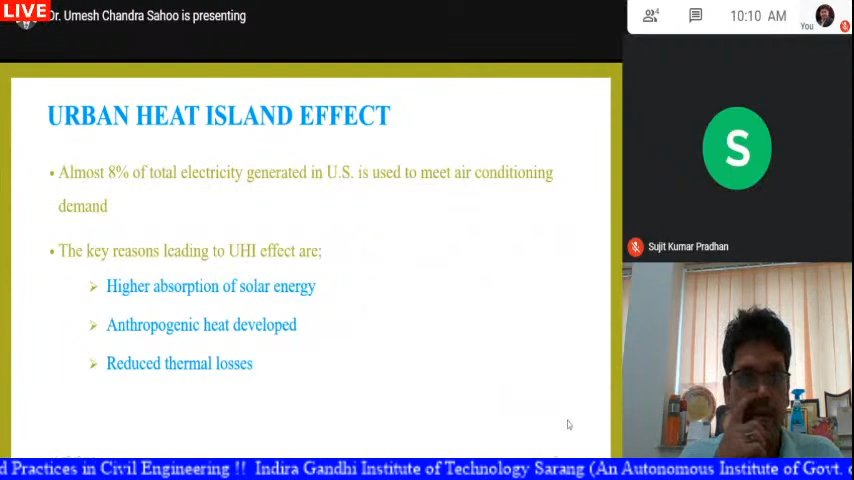 LIVE
Dr. Umesh Chandra Sahoo is presenting
4
10:10 AM
You
URBAN HEAT ISLAND EFFECT
• Almost 8% of total electricity generated in U.S. is used to meet air conditioning
demand
• The key reasons leading to UHI effect are;
➢ Higher absorption of solar energy
➢ Anthropogenic heat developed
➢ Reduced thermal losses
S
Sujit Kumar Pradhan
d Practices in Civil Engineering !! Indira Gandhi Institute of Technology Sarang (An Autonomous Institute of Govt.